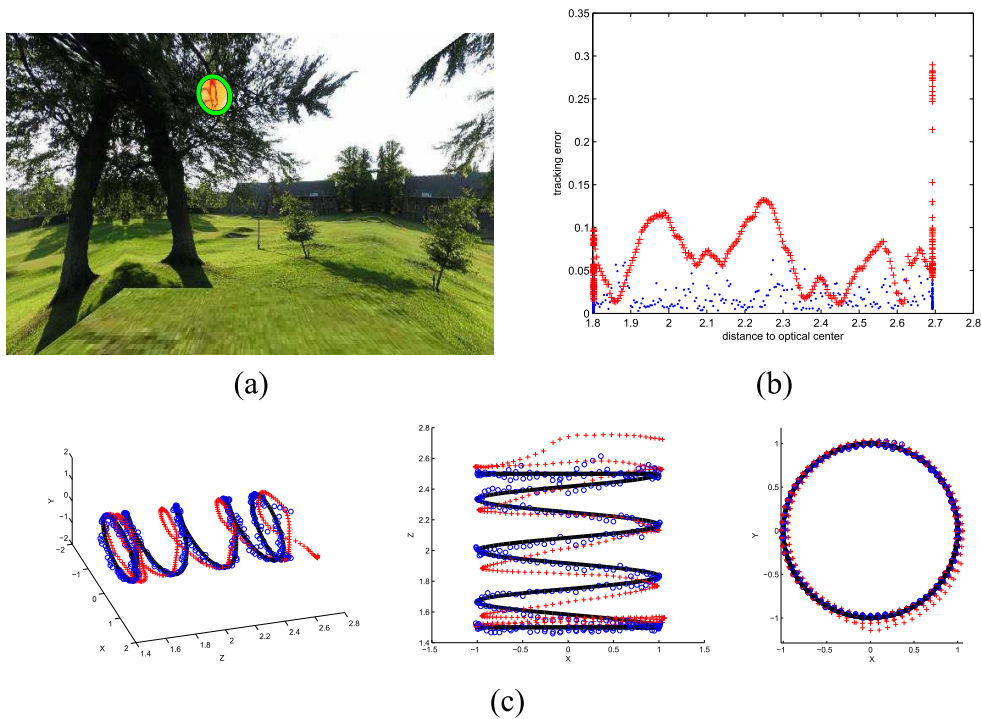 0.35
0.3
0.25
0.2
0.15
0.1
0.05
0
tracking error
1.8 1.9 2 2.1 2.2 2.3 2.4 2.5 2.6 2.7 2.8
distance to optical center
(a)
(b)
2
1
0
−1
−2
Y
−2
−1
0
1
2
X
1.4 1.6 1.8 2 2.2 2.4 2.6 2.8
Z
2.8
2.6
2.4
2.2
2
1.8
1.6
1.4
Z
−1.5 −1 −0.5 0 0.5 1 1.5
X
1
0.5
0
−0.5
−1
Y
−1 −0.5 0 0.5 1
X
(c)